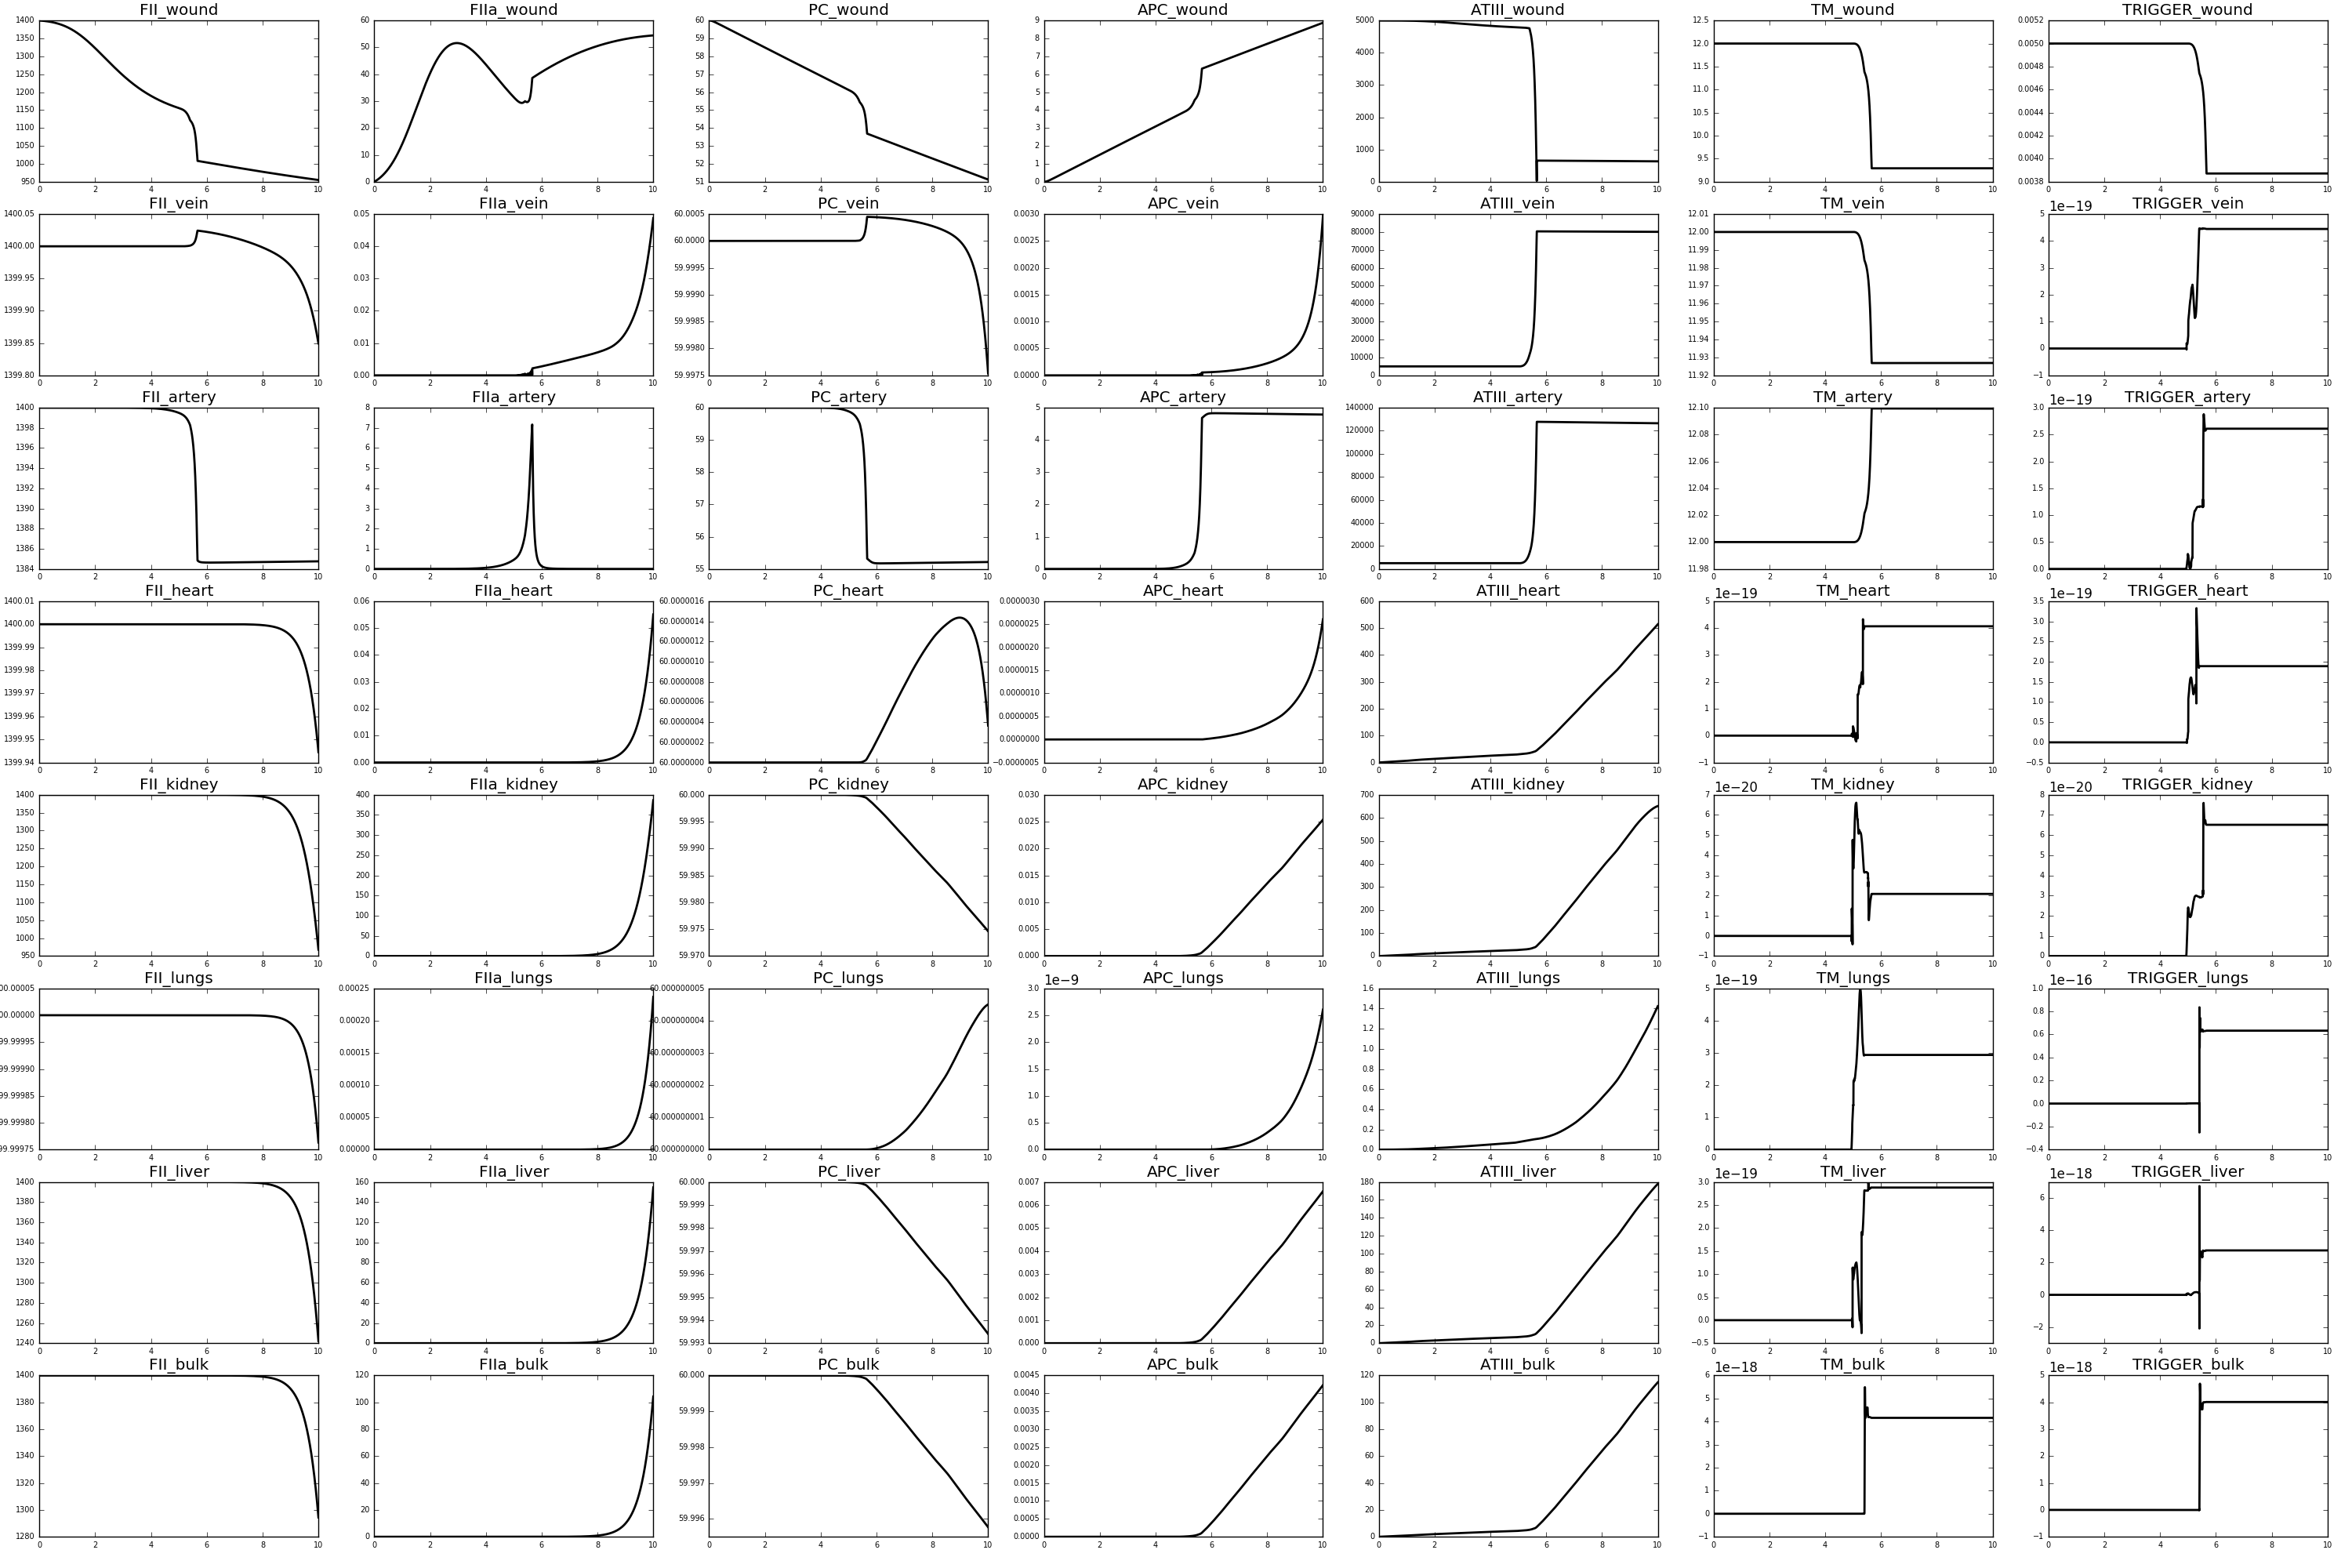 FII_wound
1400 1350 1300 1250 1200 1150 1100 1050 1000 950
0 2 4 6 8 10
FIIa_wound
60 50 40 30 20 10 0
0 2 4 6 8 10
PC_wound
60 59 58 57 56 55 54 53 52 51
0 2 4 6 8 10
APC_wound
9 8 7 6 5 4 3 2 1 0
0 2 4 6 8 10
ATIII_wound
5000 4000 3000 2000 1000 0
0 2 4 6 8 10
TM_wound
12.5 12.0 11.5 11.0 10.5 10.0 9.5 9.0
0 2 4 6 8 10
TRIGGER_wound
0.0052 0.0050 0.0048 0.0046 0.0044 0.0042 0.0040 0.0038
0 2 4 6 8 10
FII_vein
1400.05 1400.00 1399.95 1399.90 1399.85 1399.80
0 2 4 6 8 10
FIIa_vein
0.05 0.04 0.03 0.02 0.01 0.00
0 2 4 6 8 10
PC_vein
60.0005 60.0000 59.9995 59.9990 59.9985 59.9980 59.9975
0 2 4 6 8 10
APC_vein
0.0030 0.0025 0.0020 0.0015 0.0010 0.0005 0.0000
0 2 4 6 8 10
ATIII_vein
90000 80000 70000 60000 50000 40000 30000 20000 10000 0
0 2 4 6 8 10
TM_vein
12.01 12.00 11.99 11.98 11.97 11.96 11.95 11.94 11.93 11.92
0 2 4 6 8 10
1e−19 TRIGGER_vein
5 4 3 2 1 0 −1
0 2 4 6 8 10
FII_artery
1400 1398 1396 1394 1392 1390 1388 1386 1384
0 2 4 6 8 10
FIIa_artery
8 7 6 5 4 3 2 1 0
0 2 4 6 8 10
PC_artery
60 59 58 57 56 55
0 2 4 6 8 10
APC_artery
5 4 3 2 1 0
0 2 4 6 8 10
ATIII_artery
140000 120000 100000 80000 60000 40000 20000 0
0 2 4 6 8 10
TM_artery
12.10 12.08 12.06 12.04 12.02 12.00 11.98
0 2 4 6 8 10
1e−19 TRIGGER_artery
3.0 2.5 2.0 1.5 1.0 0.5 0.0
0 2 4 6 8 10
FII_heart
1400.01 1400.00 1399.99 1399.98 1399.97 1399.96 1399.95 1399.94
0 2 4 6 8 10
FIIa_heart
0.06 0.05 0.04 0.03 0.02 0.01 0.00
0 2 4 6 8 10
PC_heart
60.0000016 60.0000014 60.0000012 60.0000010 60.0000008 60.0000006 60.0000004 60.0000002 60.0000000
0 2 4 6 8 10
APC_heart
0.0000030 0.0000025 0.0000020 0.0000015 0.0000010 0.0000005 0.0000000 −0.0000005
0 2 4 6 8 10
ATIII_heart
600 500 400 300 200 100 0
0 2 4 6 8 10
1e−19 TM_heart
5 4 3 2 1 0 −1
0 2 4 6 8 10
1e−19 TRIGGER_heart
3.5 3.0 2.5 2.0 1.5 1.0 0.5 0.0 −0.5
0 2 4 6 8 10
FII_kidney
1400 1350 1300 1250 1200 1150 1100 1050 1000 950
0 2 4 6 8 10
FIIa_kidney
400 350 300 250 200 150 100 50 0
0 2 4 6 8 10
PC_kidney
60.000 59.995 59.990 59.985 59.980 59.975 59.970
0 2 4 6 8 10
APC_kidney
0.030 0.025 0.020 0.015 0.010 0.005 0.000
0 2 4 6 8 10
ATIII_kidney
700 600 500 400 300 200 100 0
0 2 4 6 8 10
1e−20 TM_kidney
7 6 5 4 3 2 1 0 −1
0 2 4 6 8 10
1e−20 TRIGGER_kidney
8 7 6 5 4 3 2 1 0
0 2 4 6 8 10
FII_lungs
0 2 4 6 8 10
FIIa_lungs
0.00025 0.00020 0.00015 0.00010 0.00005 0.00000
0 2 4 6 8 10
PC_lungs
60.000000005 60.000000004 60.000000003 60.000000002 60.000000001 60.000000000
0 2 4 6 8 10
1e−9 APC_lungs
3.0 2.5 2.0 1.5 1.0 0.5 0.0
0 2 4 6 8 10
ATIII_lungs
1.6 1.4 1.2 1.0 0.8 0.6 0.4 0.2 0.0
0 2 4 6 8 10
1e−19 TM_lungs
5 4 3 2 1 0
0 2 4 6 8 10
1e−16 TRIGGER_lungs
1.0 0.8 0.6 0.4 0.2 0.0 −0.2 −0.4
0 2 4 6 8 10
FII_liver
1400 1380 1360 1340 1320 1300 1280 1260 1240
0 2 4 6 8 10
FIIa_liver
160 140 120 100 80 60 40 20 0
0 2 4 6 8 10
PC_liver
60.000 59.999 59.998 59.997 59.996 59.995 59.994 59.993
0 2 4 6 8 10
APC_liver
0.007 0.006 0.005 0.004 0.003 0.002 0.001 0.000
0 2 4 6 8 10
ATIII_liver
180 160 140 120 100 80 60 40 20 0
0 2 4 6 8 10
1e−19 TM_liver
3.0 2.5 2.0 1.5 1.0 0.5 0.0 −0.5
0 2 4 6 8 10
1e−18 TRIGGER_liver
6 4 2 0 −2
0 2 4 6 8 10
FII_bulk
1400 1380 1360 1340 1320 1300 1280
0 2 4 6 8 10
FIIa_bulk
120 100 80 60 40 20 0
0 2 4 6 8 10
PC_bulk
60.000 59.999 59.998 59.997 59.996
0 2 4 6 8 10
APC_bulk
0.0045 0.0040 0.0035 0.0030 0.0025 0.0020 0.0015 0.0010 0.0005 0.0000
0 2 4 6 8 10
ATIII_bulk
120 100 80 60 40 20 0
0 2 4 6 8 10
1e−18 TM_bulk
6 5 4 3 2 1 0 −1
0 2 4 6 8 10
1e−18 TRIGGER_bulk
5 4 3 2 1 0 −1
0 2 4 6 8 10